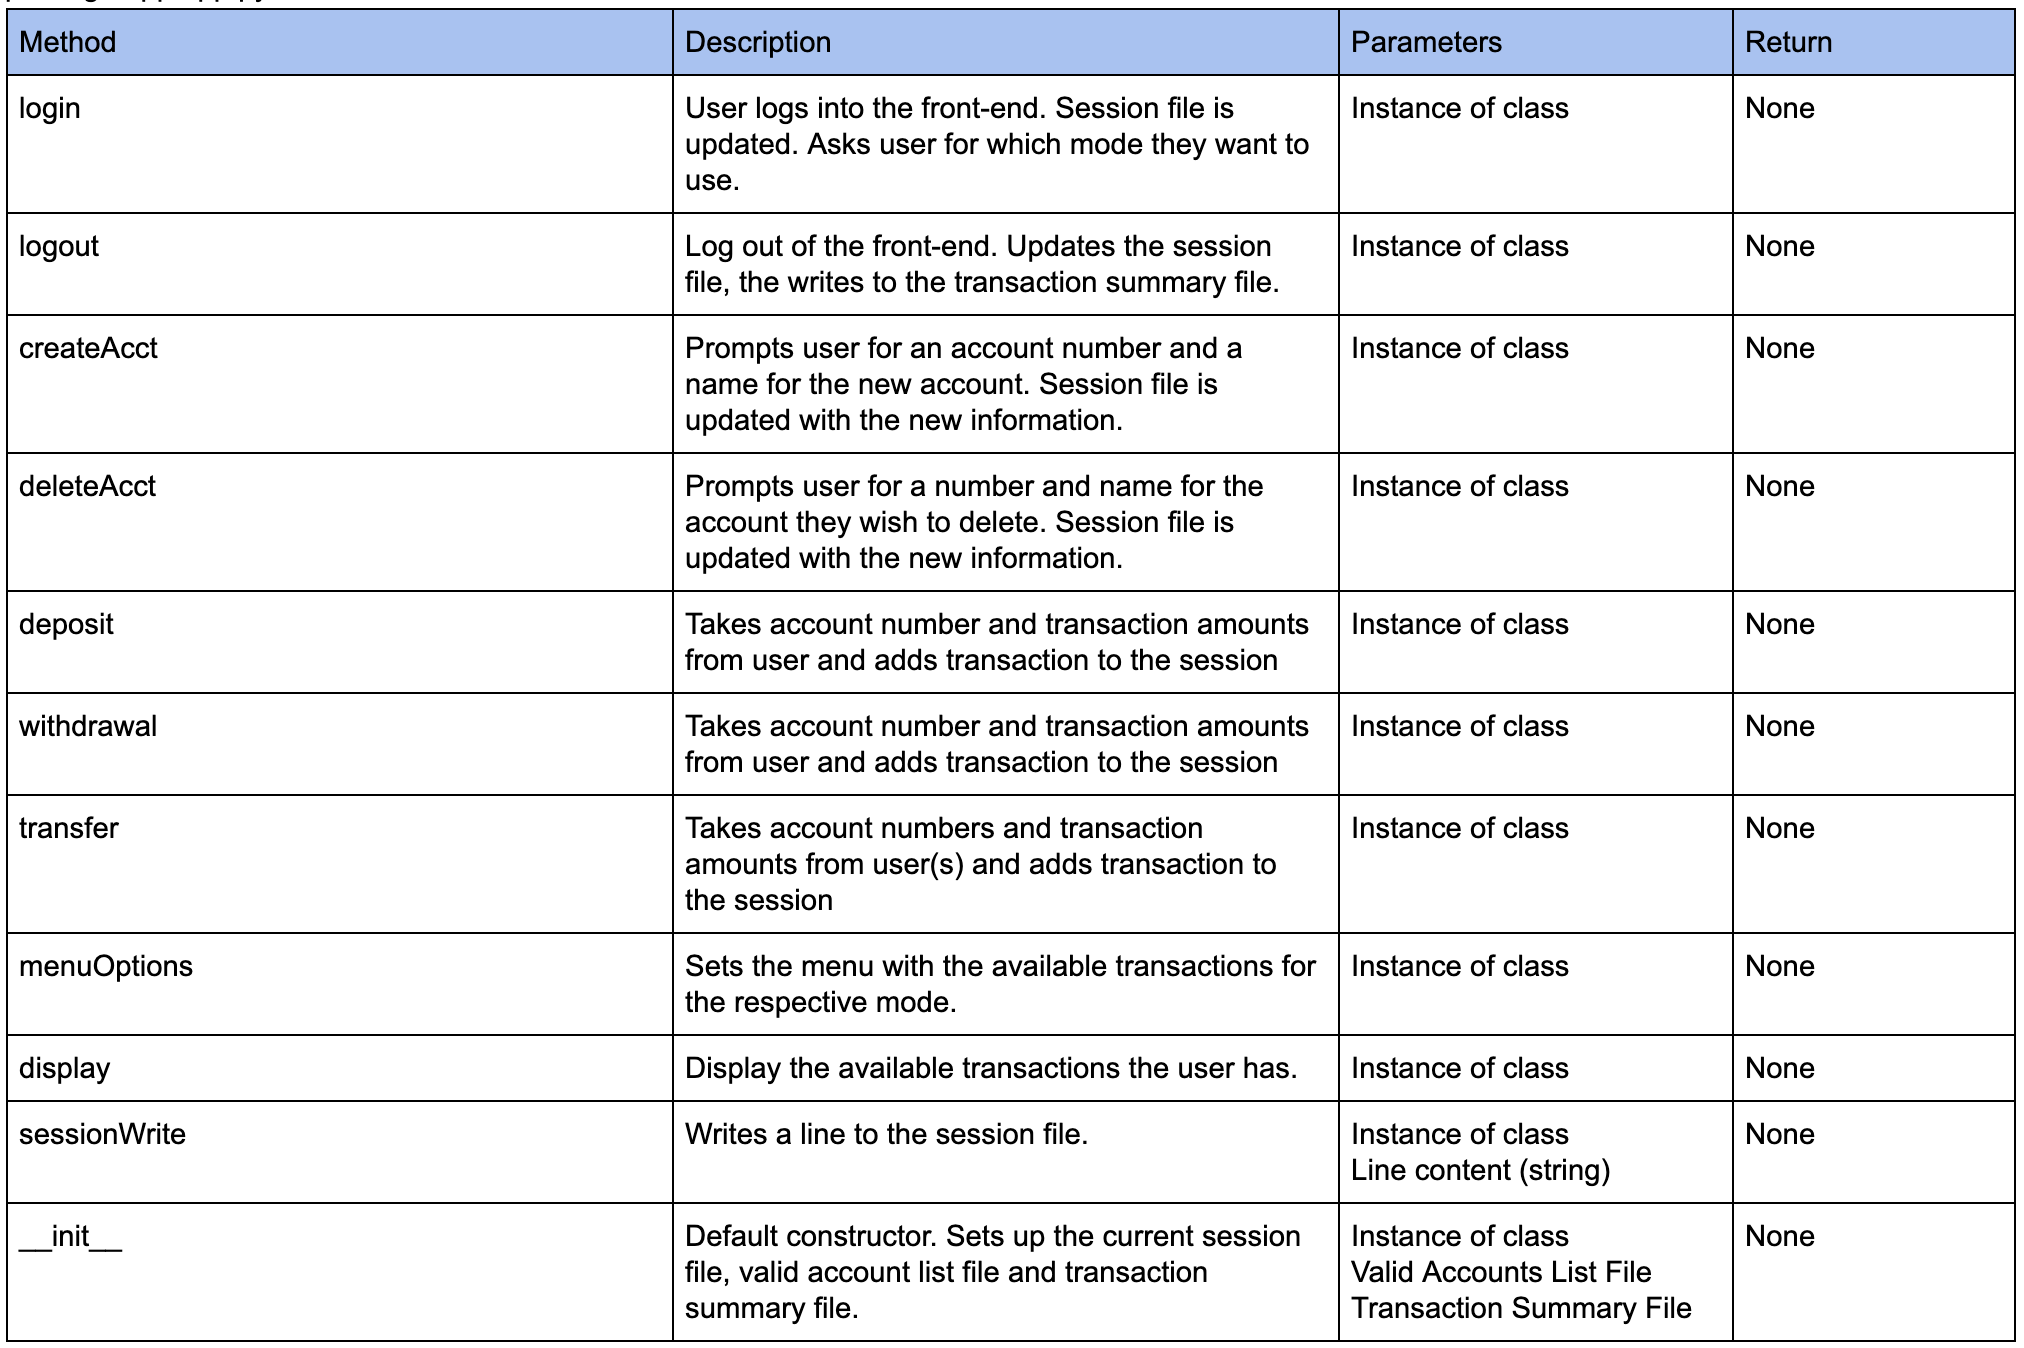 Method Description Parameters Return
login User logs into the front-end. Session file is Instance of class None
updated. Asks user for which mode they want to
use.
logout Log out of the front-end. Updates the session Instance of class None
file, the writes to the transaction summary file.
createAcct Prompts user for an account number and a Instance of class None
name for the new account. Session file is
updated with the new information.
deleteAcct Prompts user for a number and name for the Instance of class None
account they wish to delete. Session file is
updated with the new information.
deposit Takes account number and transaction amounts Instance of class None
from user and adds transaction to the session
withdrawal Takes account number and transaction amounts Instance of class None
from user and adds transaction to the session
transfer Takes account numbers and transaction Instance of class None
amounts from user(s) and adds transaction to
the session
menuOptions Sets the menu with the available transactions for Instance of class None
the respective mode.
display Display the available transactions the user has. Instance of class None
sessionWrite Writes a line to the session file. Instance of class None
Line content (string)
__init__ Default constructor. Sets up the current session Instance of class None
file, valid account list file and transaction Valid Accounts List File
summary file. Transaction Summary File